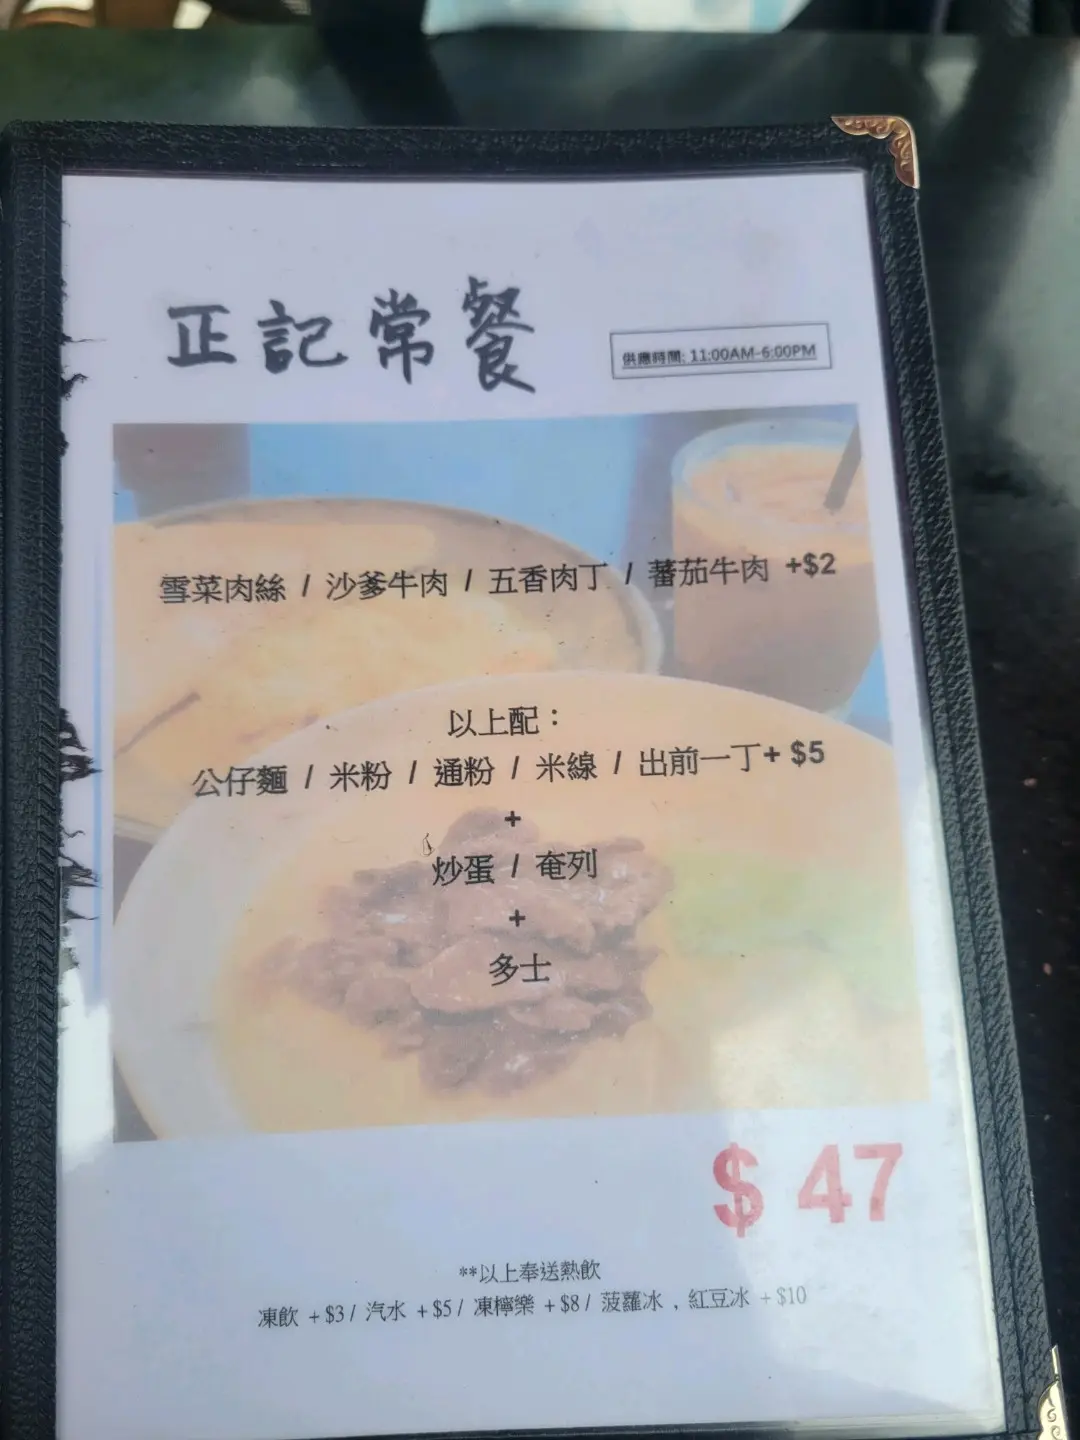 正記常餐
供應時間: 11:00AM-6:00PM
雪菜肉絲 / 沙爹牛肉 / 五香肉丁 / 蕃茄牛肉 +$2
以上配：
公仔麵 / 米粉 / 通粉 / 米線 / 出前一丁+ $5
+
炒蛋 / 奄列
+
多士
$ 47
**以上奉送熱飲
凍飲 +$3/ 汽水 +$5/ 凍檸樂 +$8/ 菠蘿冰 , 紅豆冰 +$10